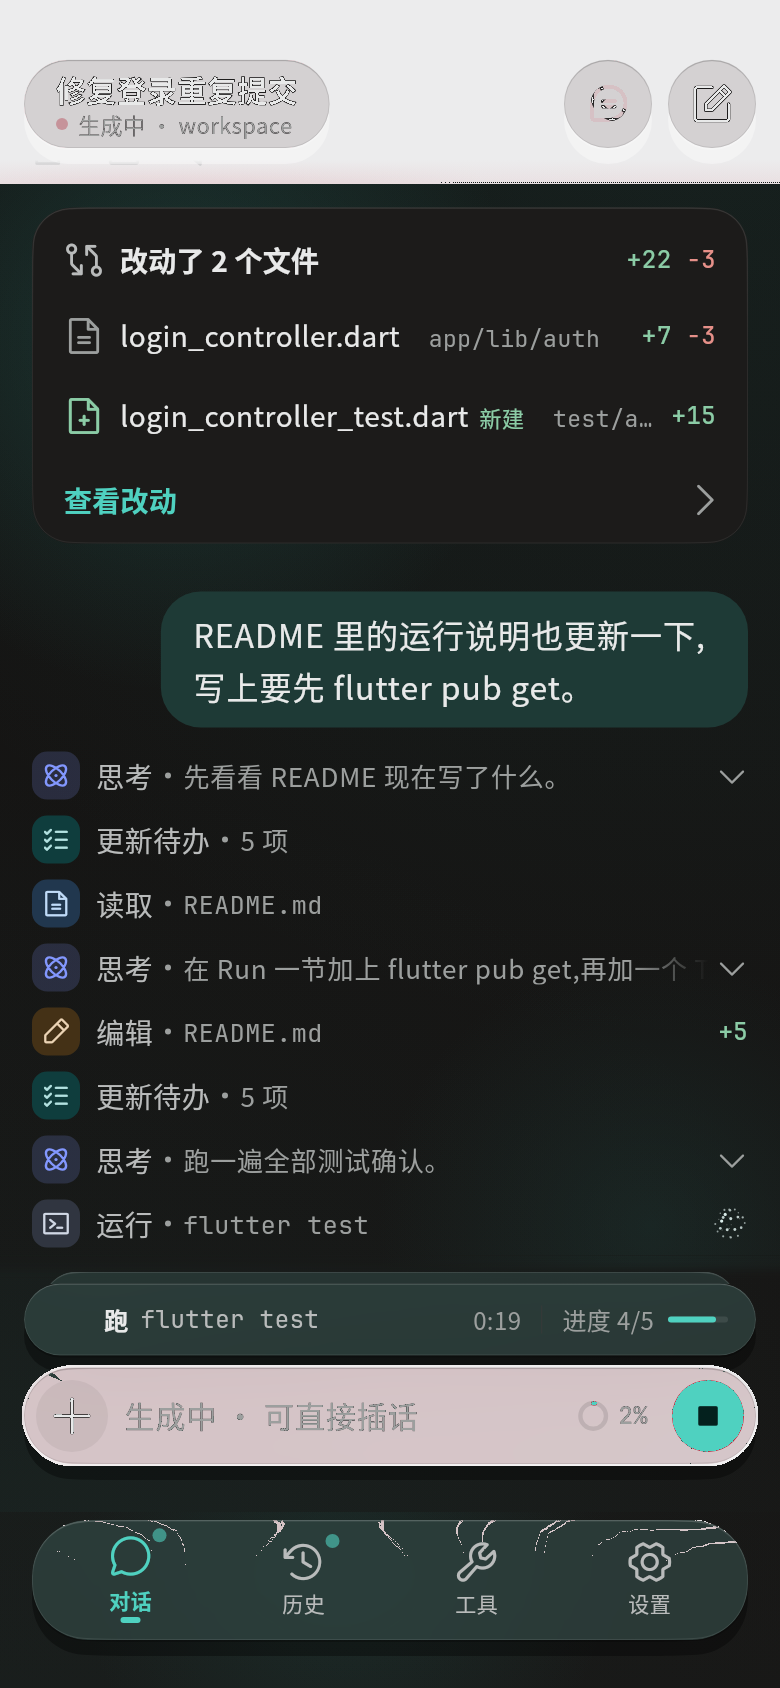 修复登录重复提交
生成中 · workspace
改动了 2 个文件 +22 -3
login_controller.dart app/lib/auth +7 -3
login_controller_test.dart 新建 test/a… +15
查看改动
README 里的运行说明也更新一下,
写上要先 flutter pub get。
思考 · 先看看 README 现在写了什么。
更新待办 · 5 项
读取 · README.md
思考 · 在 Run 一节加上 flutter pub get,再加一个
编辑 · README.md +5
更新待办 · 5 项
思考 · 跑一遍全部测试确认。
运行 · flutter test
跑 flutter test 0:19 进度 4/5
生成中 · 可直接插话 2%
对话 历史 工具 设置